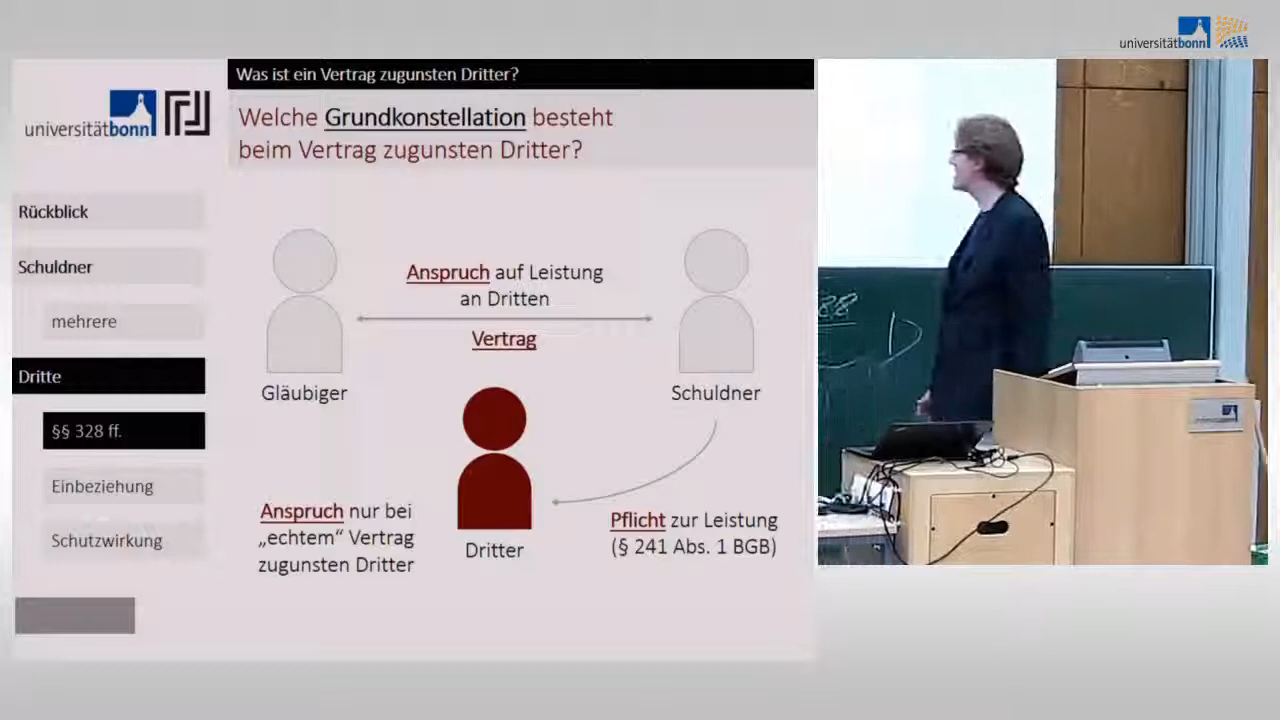 universitätbonn
Was ist ein Vertrag zugunsten Dritter?
Welche Grundkonstellation besteht
beim Vertrag zugunsten Dritter?
universitätbonn
Rückblick
Schuldner
mehrere
Dritte
§§ 328 ff.
Einbeziehung
Schutzwirkung
Anspruch auf Leistung
an Dritten
Vertrag
Gläubiger
Schuldner
Anspruch nur bei
„echtem“ Vertrag
zugunsten Dritter
Dritter
Pflicht zur Leistung
(§ 241 Abs. 1 BGB)